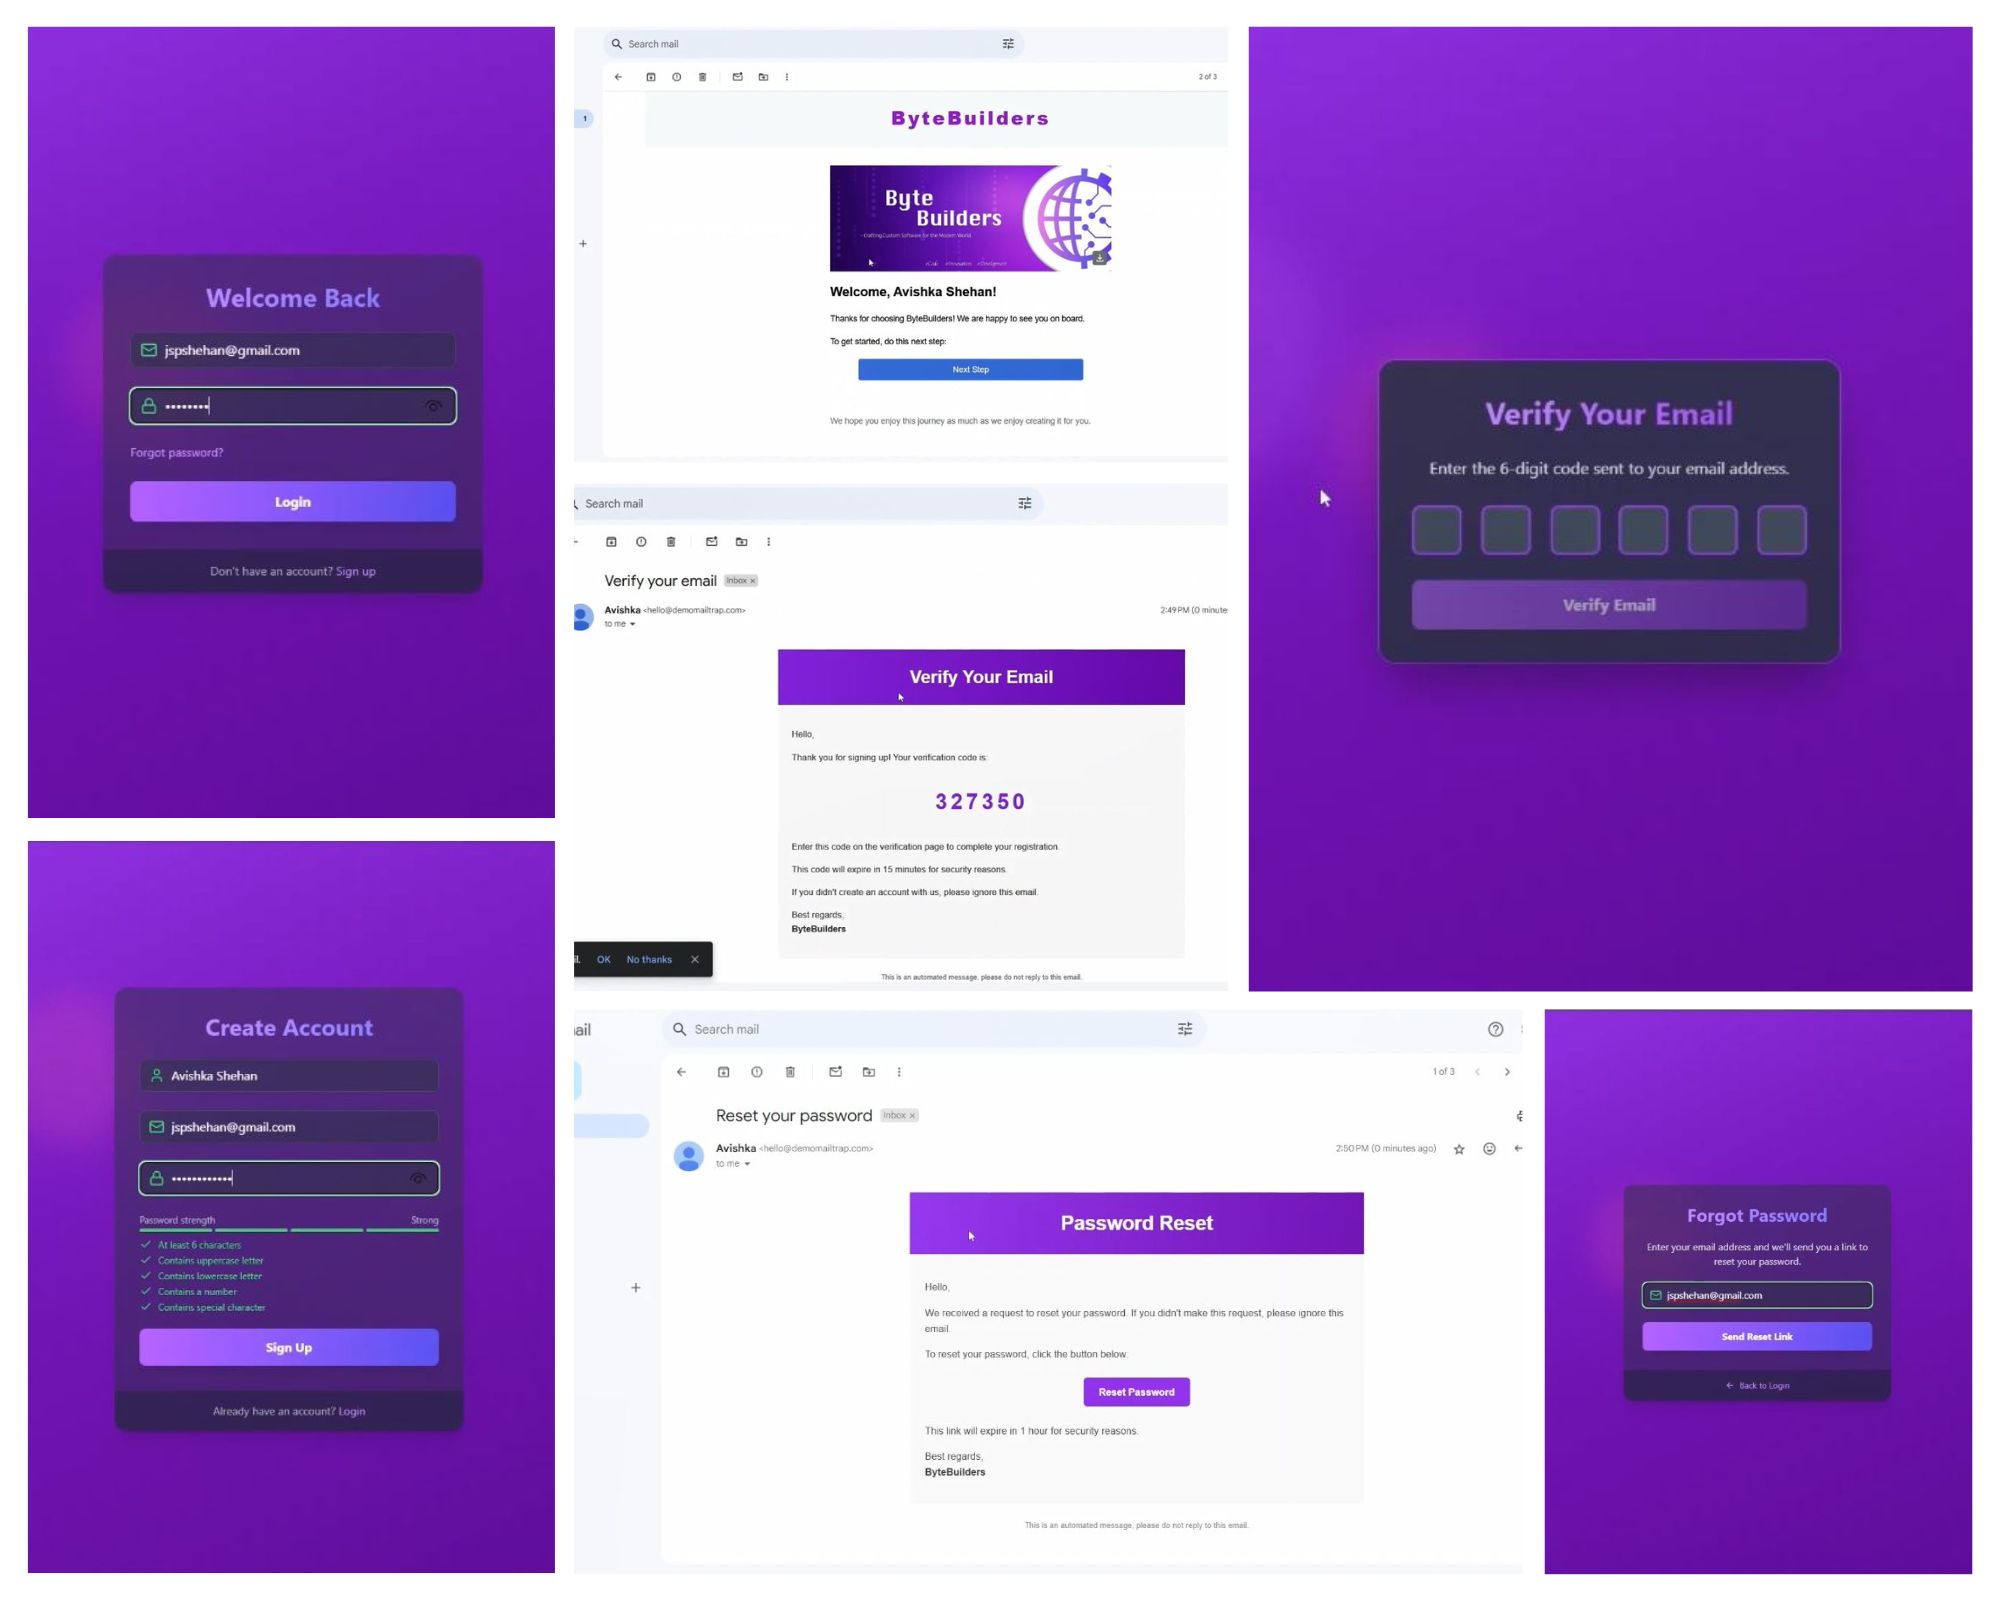 Welcome Back
jspshehan@gmail.com
••••••••
Forgot password?
Login
Don't have an account? Sign up
Create Account
Avishka Shehan
jspshehan@gmail.com
••••••••••••
Password strength Strong
At least 6 characters
Contains uppercase letter
Contains lowercase letter
Contains a number
Contains special character
Sign Up
Already have an account? Login
Search mail
2 of 3
1
ByteBuilders
Byte
Builders
- Crafting Custom Software for the Modern World.
#Code #Innovation #Development
Welcome, Avishka Shehan!
Thanks for choosing ByteBuilders! We are happy to see you on board.
To get started, do this next step:
Next Step
We hope you enjoy this journey as much as we enjoy creating it for you.
Search mail
Verify your email Inbox ×
Avishka <hello@demomailtrap.com> 2:49 PM (0 minute
to me
Verify Your Email
Hello,
Thank you for signing up! Your verification code is:
327350
Enter this code on the verification page to complete your registration.
This code will expire in 15 minutes for security reasons.
If you didn't create an account with us, please ignore this email.
Best regards,
ByteBuilders
il. OK No thanks
This is an automated message, please do not reply to this email.
Verify Your Email
Enter the 6-digit code sent to your email address.
Verify Email
ail
Search mail
1 of 3
Reset your password Inbox ×
Avishka <hello@demomailtrap.com> 2:50 PM (0 minutes ago)
to me
Password Reset
Hello,
We received a request to reset your password. If you didn't make this request, please ignore this
email.
To reset your password, click the button below:
Reset Password
This link will expire in 1 hour for security reasons.
Best regards,
ByteBuilders
This is an automated message, please do not reply to this email.
Forgot Password
Enter your email address and we'll send you a link to
reset your password.
jspshehan@gmail.com
Send Reset Link
← Back to Login